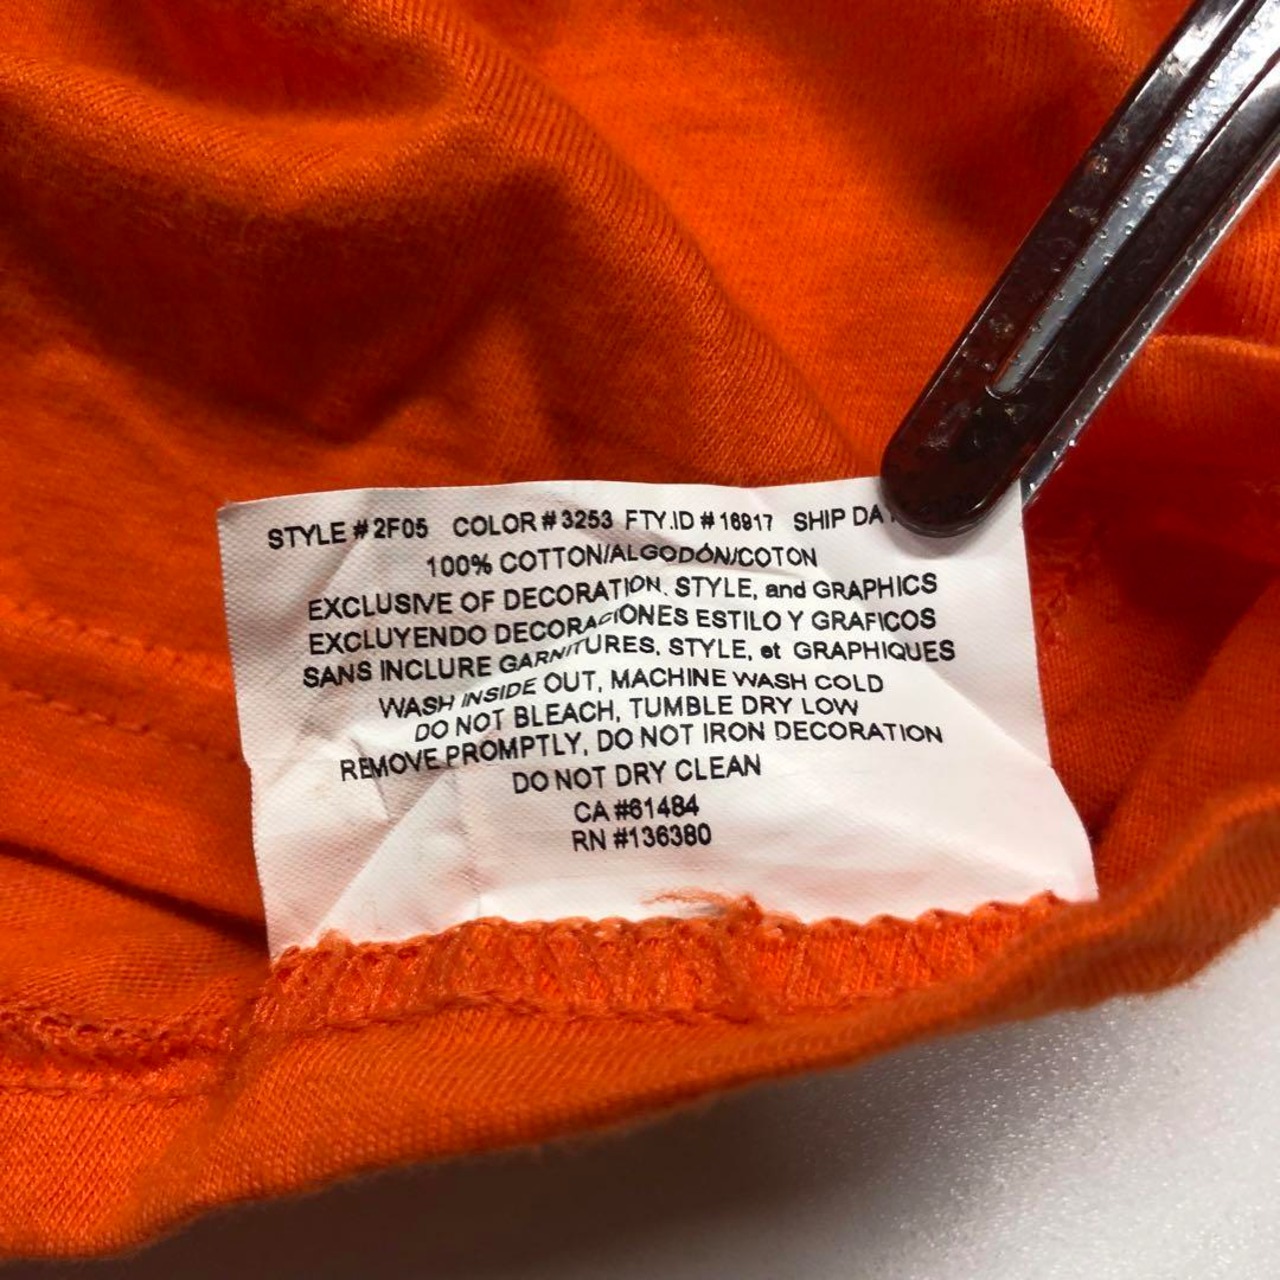 STYLE #2F05 COLOR #3253 FTY.ID #16917 SHIP
100% COTTON/ALGODÓN/COTON
EXCLUSIVE OF DECORATION. STYLE, and GRAPHICS
EXCLUYENDO DECORACIONES ESTILO Y GRAFICOS
SANS INCLURE GARNITURES, STYLE, et GRAPHIQUES
WASH INSIDE OUT, MACHINE WASH COLD
DO NOT BLEACH, TUMBLE DRY LOW
REMOVE PROMPTLY, DO NOT IRON DECORATION
DO NOT DRY CLEAN
CA #61484
RN #136380